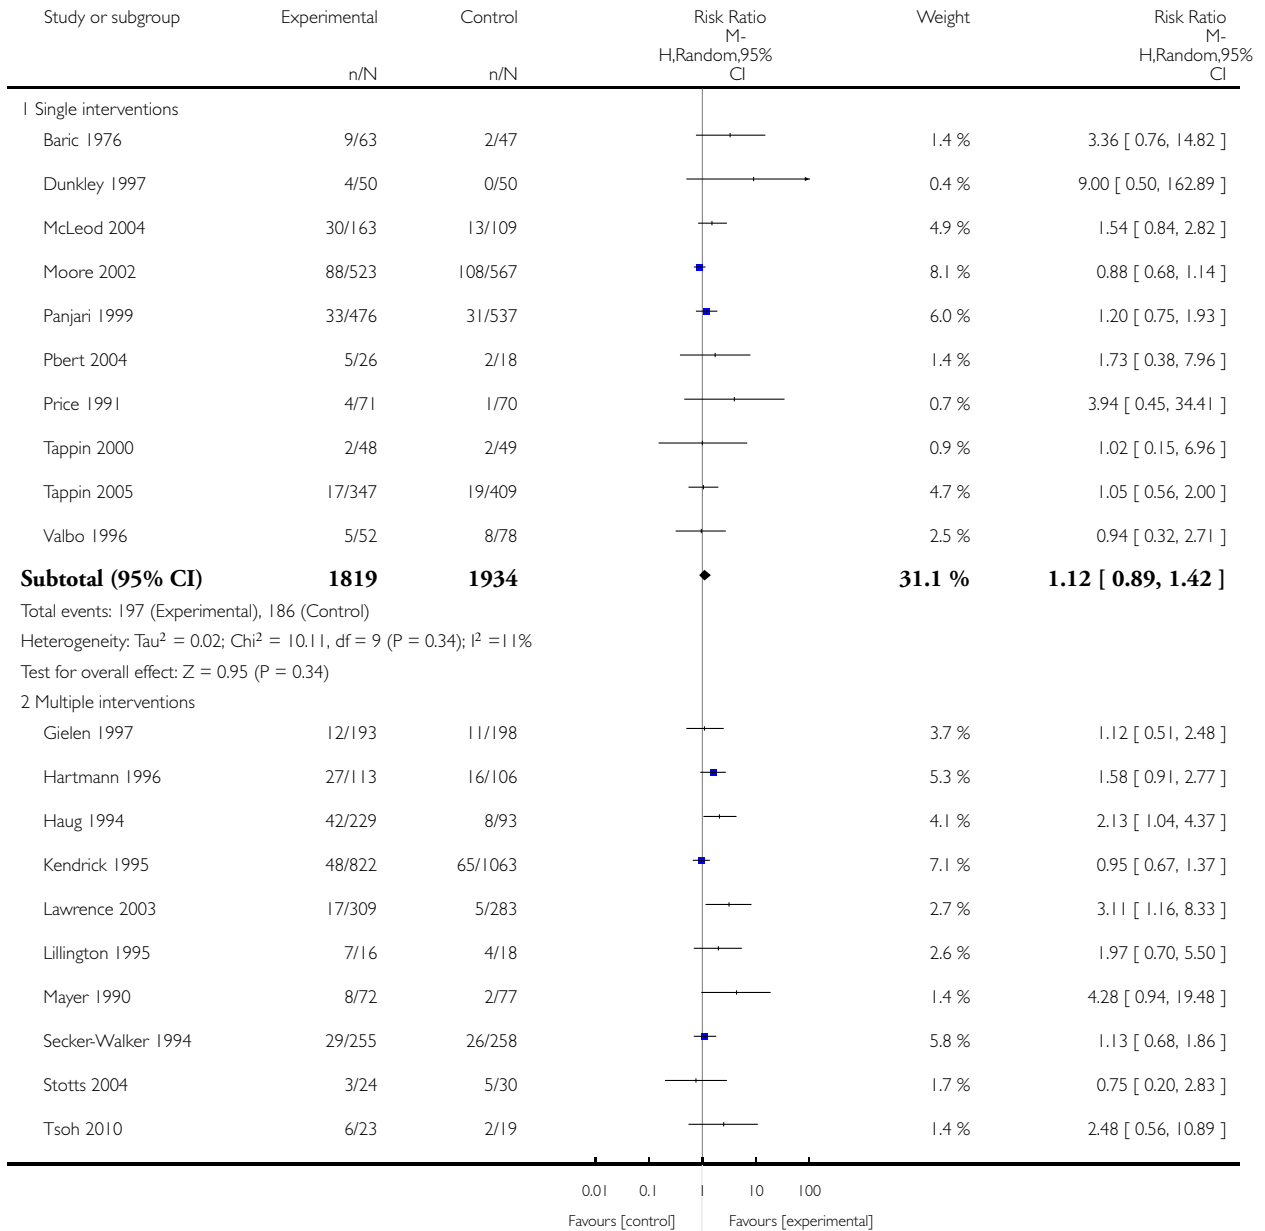 Study or subgroup Experimental Control Risk Ratio Weight Risk Ratio
M- M-
H,Random,95% H,Random,95%
n/N n/N CI CI
1 Single interventions
Baric 1976 9/63 2/47 1.4 % 3.36 [ 0.76, 14.82 ]
Dunkley 1997 4/50 0/50 0.4 % 9.00 [ 0.50, 162.89 ]
McLeod 2004 30/163 13/109 4.9 % 1.54 [ 0.84, 2.82 ]
Moore 2002 88/523 108/567 8.1 % 0.88 [ 0.68, 1.14 ]
Panjari 1999 33/476 31/537 6.0 % 1.20 [ 0.75, 1.93 ]
Pbert 2004 5/26 2/18 1.4 % 1.73 [ 0.38, 7.96 ]
Price 1991 4/71 1/70 0.7 % 3.94 [ 0.45, 34.41 ]
Tappin 2000 2/48 2/49 0.9 % 1.02 [ 0.15, 6.96 ]
Tappin 2005 17/347 19/409 4.7 % 1.05 [ 0.56, 2.00 ]
Valbo 1996 5/52 8/78 2.5 % 0.94 [ 0.32, 2.71 ]
Subtotal (95% CI) 1819 1934 31.1 % 1.12 [ 0.89, 1.42 ]
Total events: 197 (Experimental), 186 (Control)
Heterogeneity: Tau² = 0.02; Chi² = 10.11, df = 9 (P = 0.34); I² =11%
Test for overall effect: Z = 0.95 (P = 0.34)
2 Multiple interventions
Gielen 1997 12/193 11/198 3.7 % 1.12 [ 0.51, 2.48 ]
Hartmann 1996 27/113 16/106 5.3 % 1.58 [ 0.91, 2.77 ]
Haug 1994 42/229 8/93 4.1 % 2.13 [ 1.04, 4.37 ]
Kendrick 1995 48/822 65/1063 7.1 % 0.95 [ 0.67, 1.37 ]
Lawrence 2003 17/309 5/283 2.7 % 3.11 [ 1.16, 8.33 ]
Lillington 1995 7/16 4/18 2.6 % 1.97 [ 0.70, 5.50 ]
Mayer 1990 8/72 2/77 1.4 % 4.28 [ 0.94, 19.48 ]
Secker-Walker 1994 29/255 26/258 5.8 % 1.13 [ 0.68, 1.86 ]
Stotts 2004 3/24 5/30 1.7 % 0.75 [ 0.20, 2.83 ]
Tsoh 2010 6/23 2/19 1.4 % 2.48 [ 0.56, 10.89 ]
0.01 0.1 1 10 100
Favours [control] Favours [experimental]